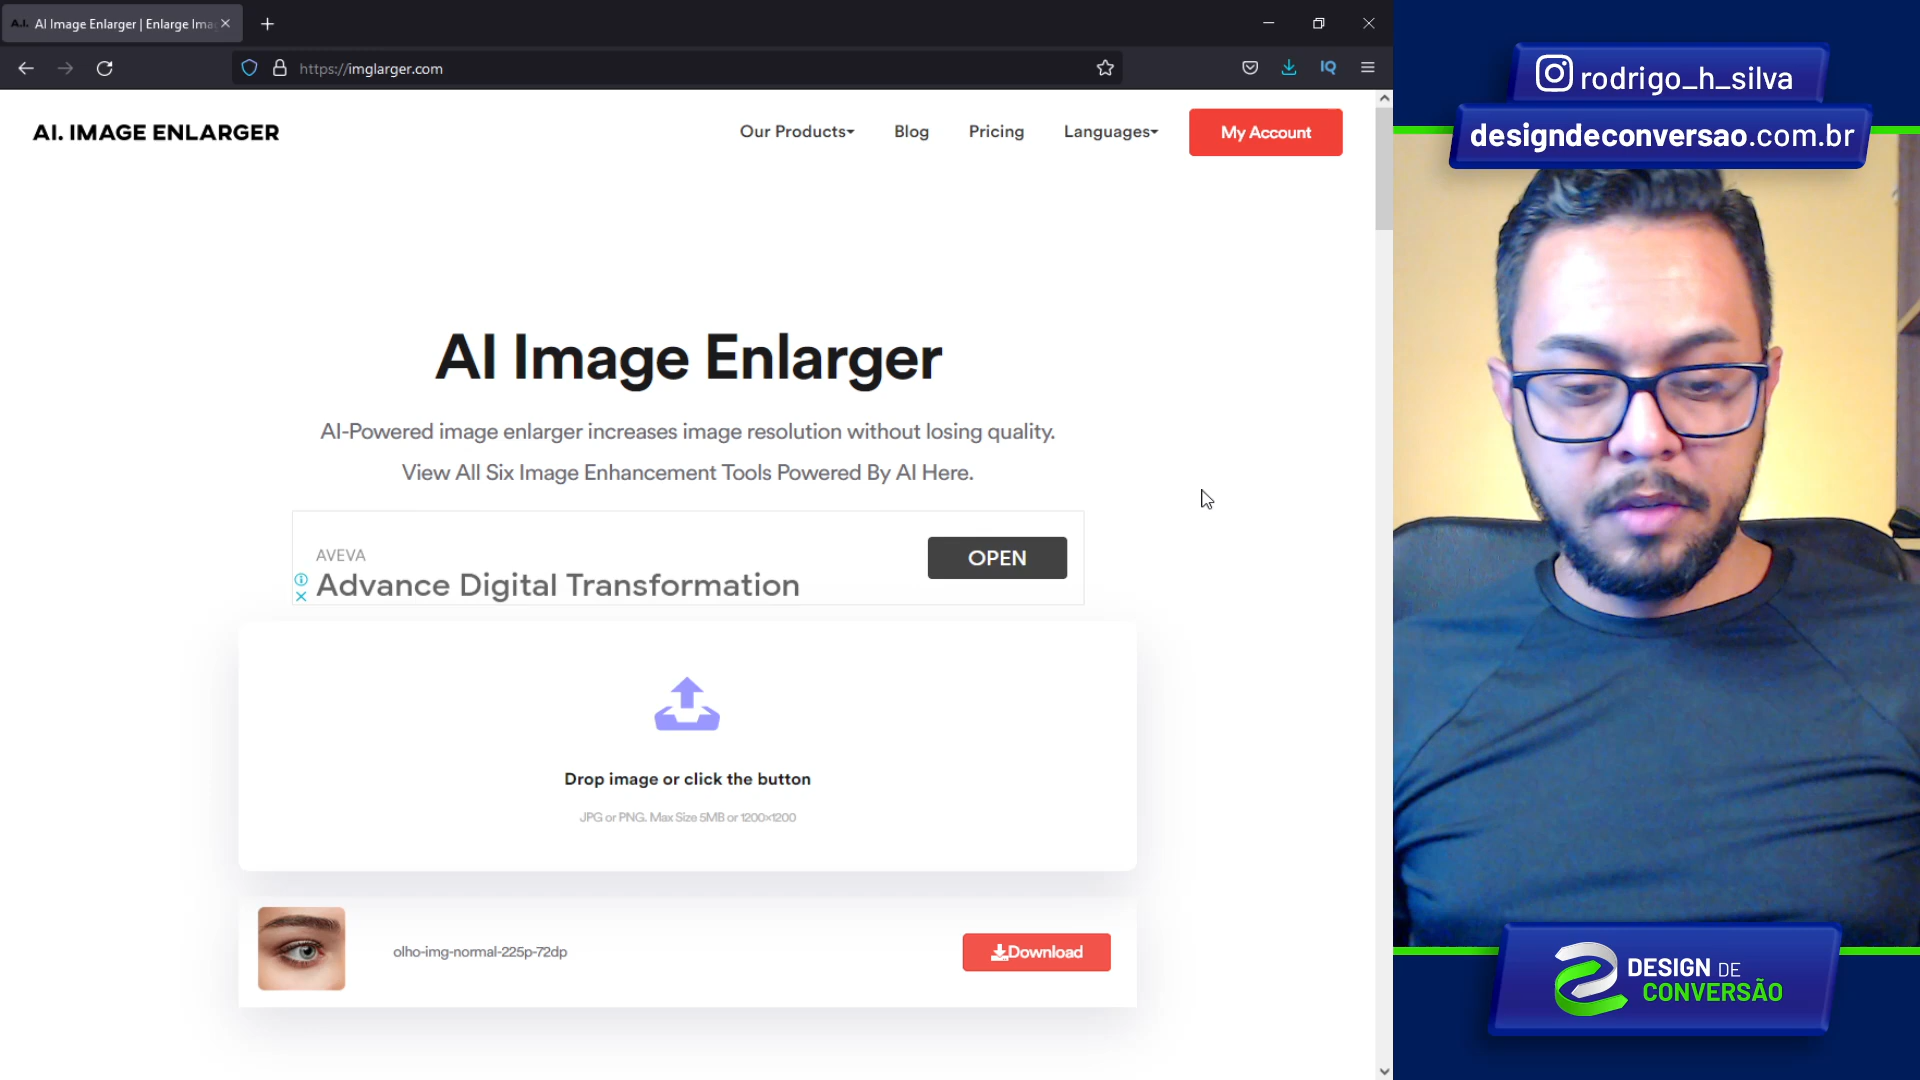 A.I. AI Image Enlarger | Enlarge Ima
https://imglarger.com
IQ
AI. IMAGE ENLARGER
Our Products
Blog
Pricing
Languages
My Account
AI Image Enlarger
AI-Powered image enlarger increases image resolution without losing quality.
View All Six Image Enhancement Tools Powered By AI Here.
AVEVA
Advance Digital Transformation
OPEN
Drop image or click the button
JPG or PNG. Max Size 5MB or 1200×1200
olho-img-normal-225p-72dp
Download
rodrigo_h_silva
designdeconversao.com.br
DESIGN DE
CONVERSÃO